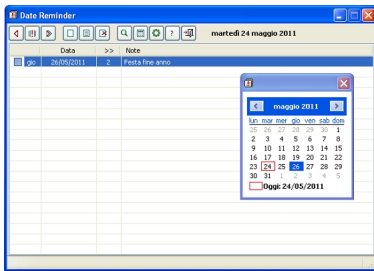 Date Reminder
martedì 24 maggio 2011
Data >> Note
gio 26/05/2011 2 Festa fine anno
maggio 2011
lun mar mer gio ven sab dom
25 26 27 28 29 30 1
2 3 4 5 6 7 8
9 10 11 12 13 14 15
16 17 18 19 20 21 22
23 24 25 26 27 28 29
30 31 1 2 3 4 5
Oggi: 24/05/2011